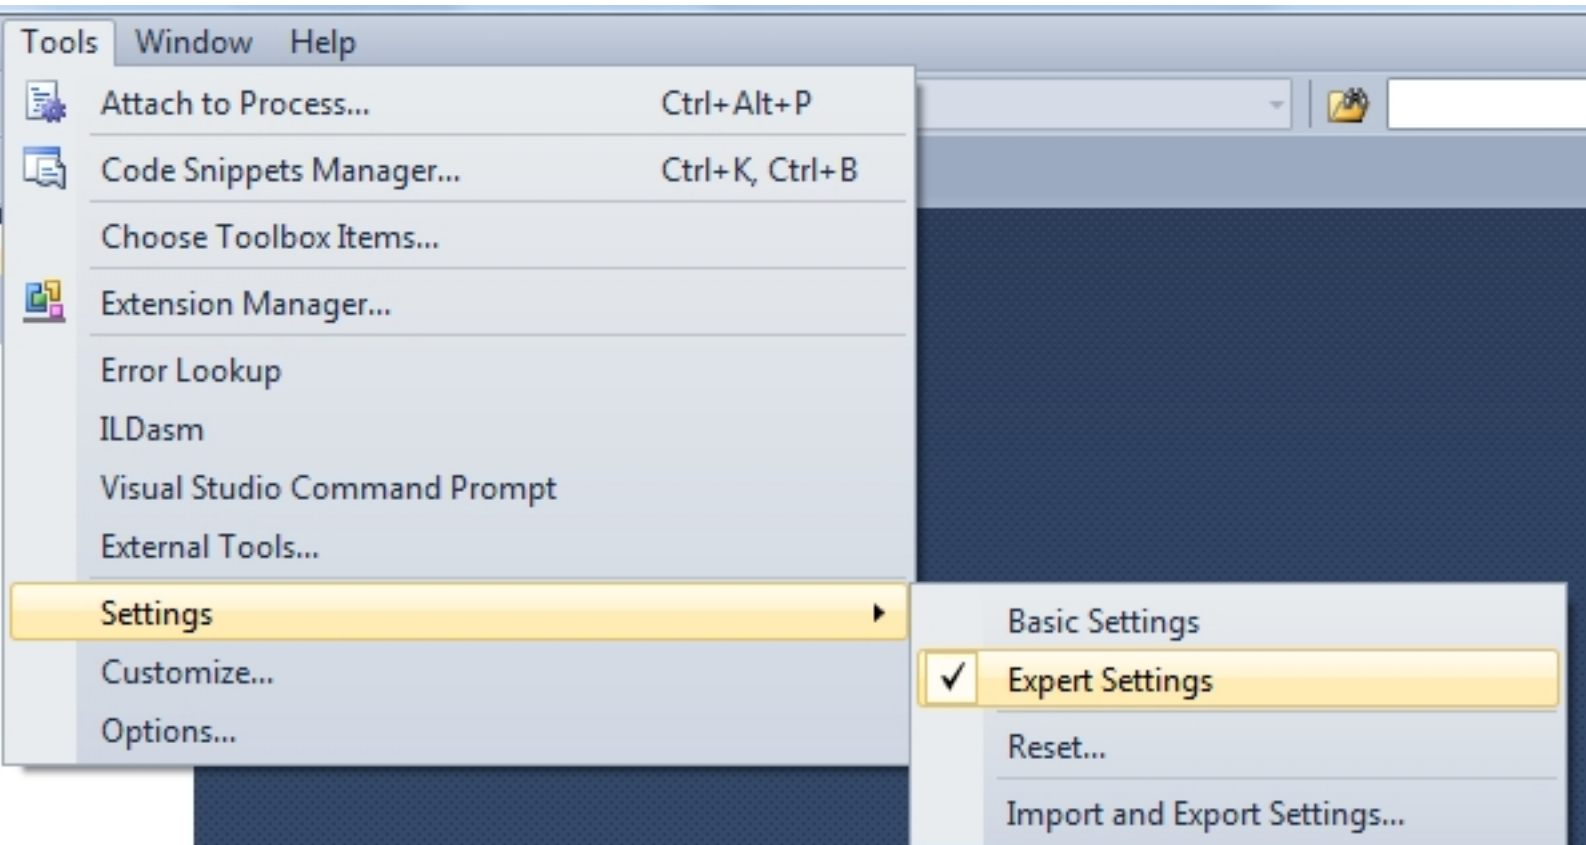 Tools Window Help
Attach to Process... Ctrl+Alt+P
Code Snippets Manager... Ctrl+K, Ctrl+B
Choose Toolbox Items...
Extension Manager...
Error Lookup
ILDasm
Visual Studio Command Prompt
External Tools...
Settings
Customize...
Options...
Basic Settings
Expert Settings
Reset...
Import and Export Settings...